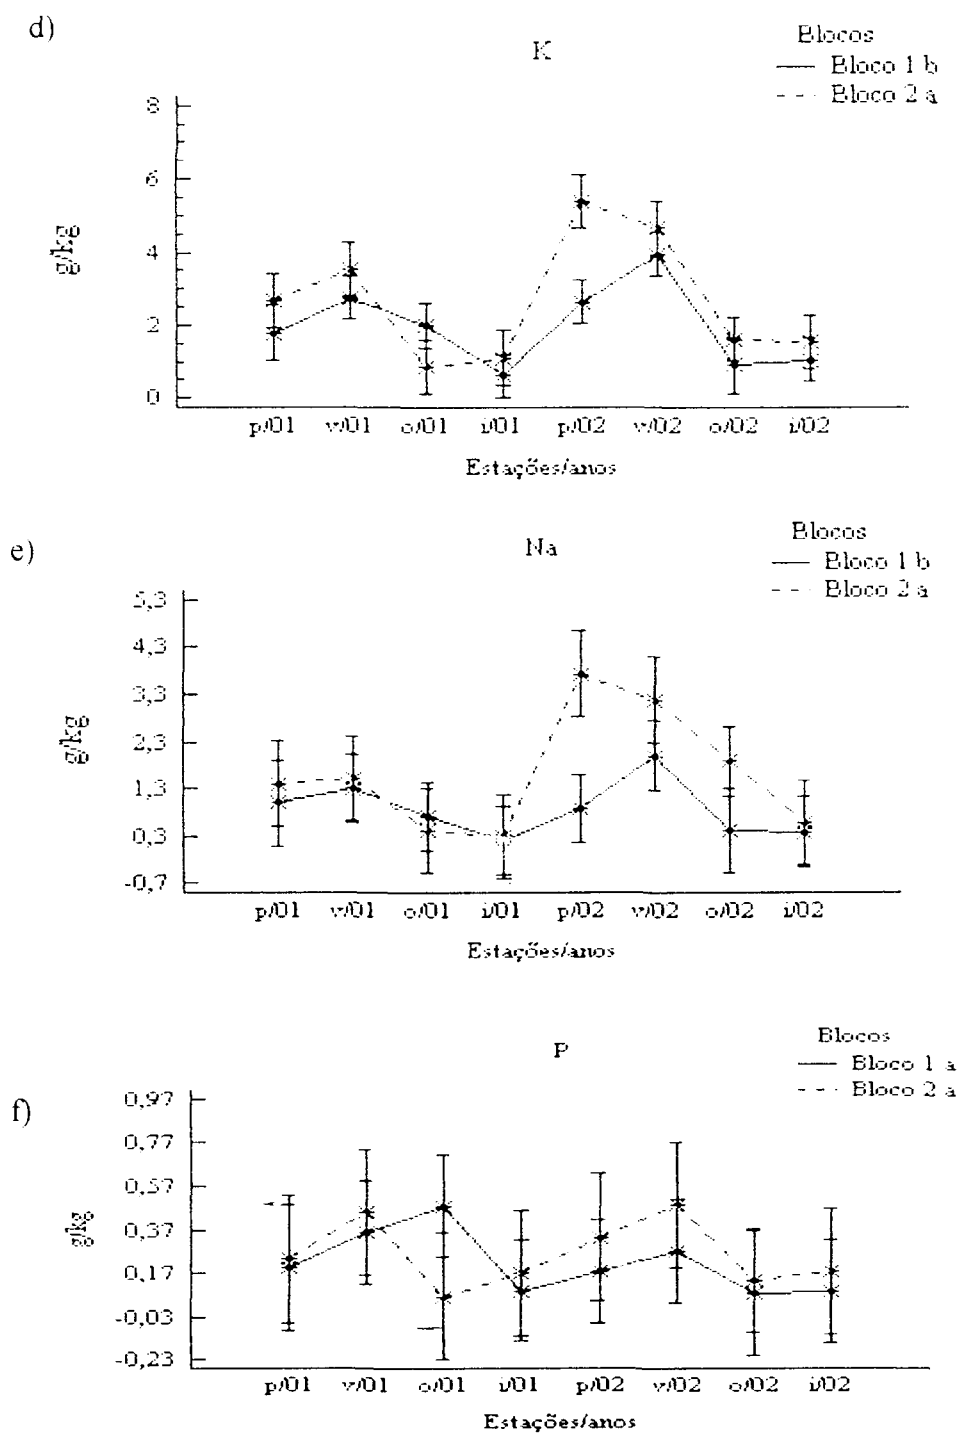 d)
K
Blocos
Bloco 1 b
Bloco 2 a
8
6
4
2
0
g/kg
p/01 v/01 o/01 i/01 p/02 v/02 o/02 i/02
Estações/anos
e)
Na
Blocos
Bloco 1 b
Bloco 2 a
5,3
4,3
3,3
2,3
1,3
0,3
-0,7
g/kg
p/01 v/01 o/01 i/01 p/02 v/02 o/02 i/02
Estações/anos
f)
P
Blocos
Bloco 1 a
Bloco 2 a
0,97
0,77
0,57
0,37
0,17
-0,03
-0,23
g/kg
p/01 v/01 o/01 i/01 p/02 v/02 o/02 i/02
Estações/anos